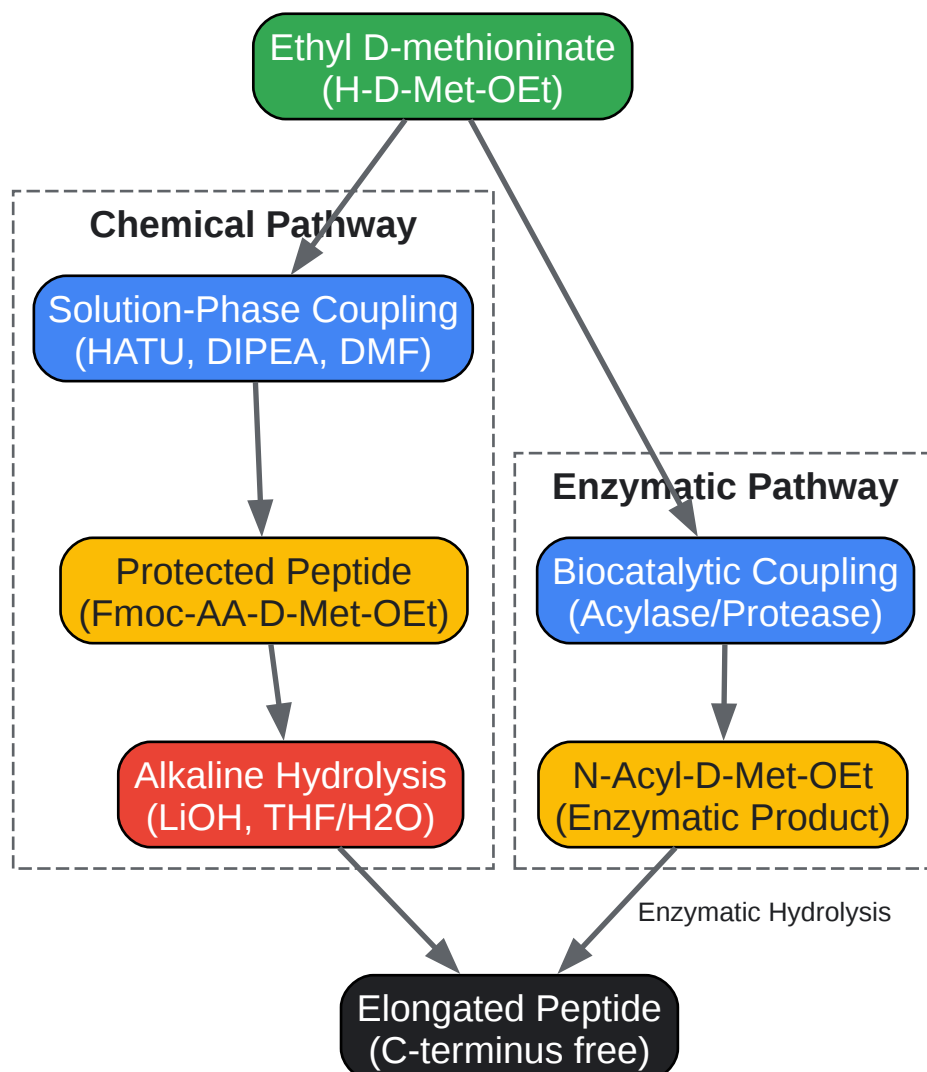 Ethyl D-methioninate
(H-D-Met-OEt)
Chemical Pathway
Solution-Phase Coupling
(HATU, DIPEA, DMF)
Protected Peptide
(Fmoc-AA-D-Met-OEt)
Alkaline Hydrolysis
(LiOH, THF/H2O)
Enzymatic Pathway
Biocatalytic Coupling
(Acylase/Protease)
N-Acyl-D-Met-OEt
(Enzymatic Product)
Enzymatic Hydrolysis
Elongated Peptide
(C-terminus free)